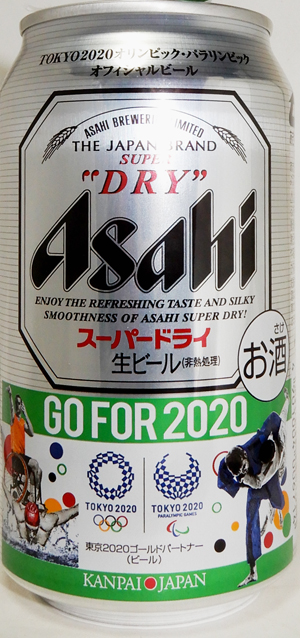 TOKYO2020オリンピック・パラリンピック
オフィシャルビール
ASAHI BREWERIES LIMITED
THE JAPAN BRAND
SUPER
"DRY"
Asahi
ENJOY THE REFRESHING TASTE AND SILKY
SMOOTHNESS OF ASAHI SUPER DRY!
スーパードライ
生ビール(非熱処理)
さけ
お酒
GO FOR 2020
TOKYO 2020
TOKYO 2020
PARALYMPIC GAMES
東京2020ゴールドパートナー
(ビール)
KANPAI JAPAN